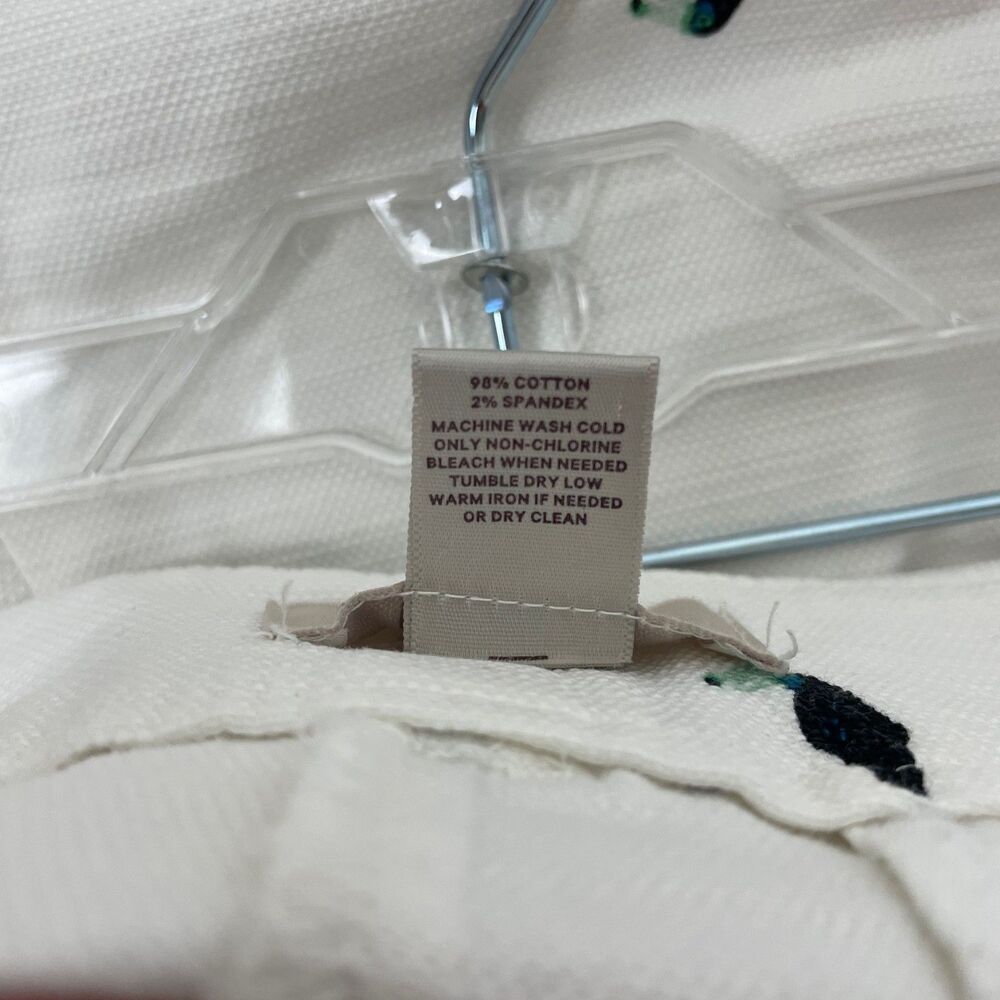 98% COTTON
2% SPANDEX
MACHINE WASH COLD
ONLY NON-CHLORINE
BLEACH WHEN NEEDED
TUMBLE DRY LOW
WARM IRON IF NEEDED
OR DRY CLEAN